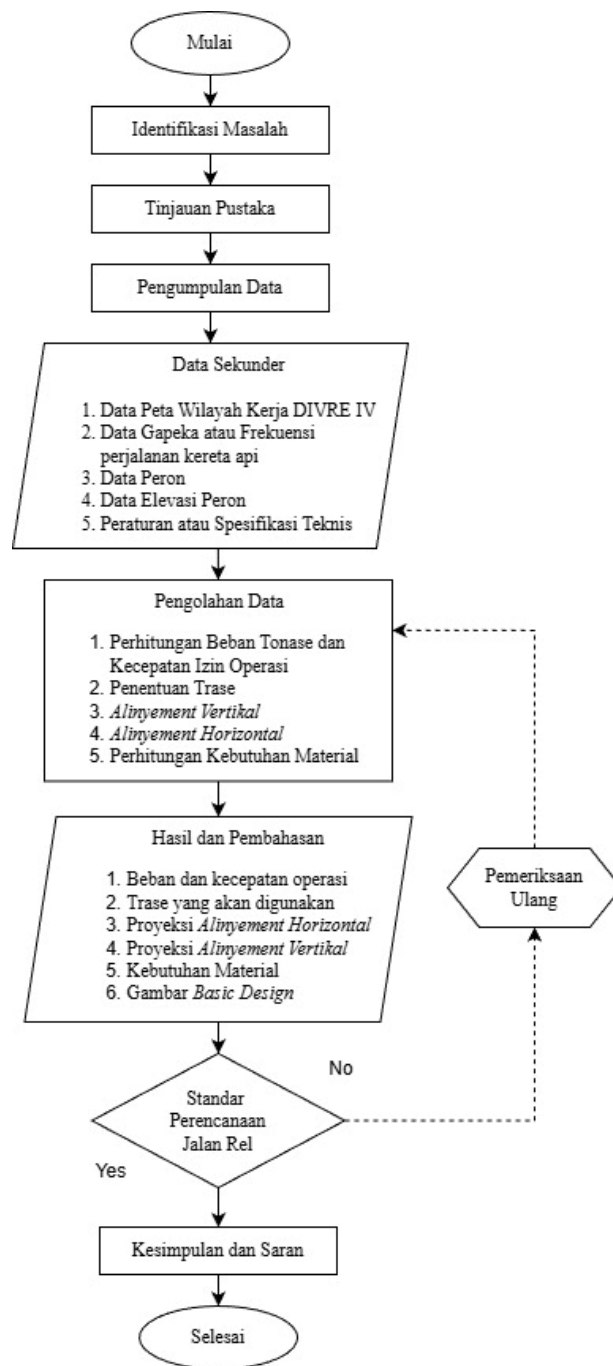 Mulai
Identifikasi Masalah
Tinjauan Pustaka
Pengumpulan Data
Data Sekunder
1. Data Peta Wilayah Kerja DIVRE IV
2. Data Gapeka atau Frekuensi
perjalanan kereta api
3. Data Peron
4. Data Elevasi Peron
5. Peraturan atau Spesifikasi Teknis
Pengolahan Data
1. Perhitungan Beban Tonase dan
Kecepatan Izin Operasi
2. Penentuan Trase
3. Alinyement Vertikal
4. Alinyement Horizontal
5. Perhitungan Kebutuhan Material
Hasil dan Pembahasan
1. Beban dan kecepatan operasi
2. Trase yang akan digunakan
3. Proyeksi Alinyement Horizontal
4. Proyeksi Alinyement Vertikal
5. Kebutuhan Material
6. Gambar Basic Design
Pemeriksaan
Ulang
Standar
Perencanaan
Jalan Rel
No
Yes
Kesimpulan dan Saran
Selesai